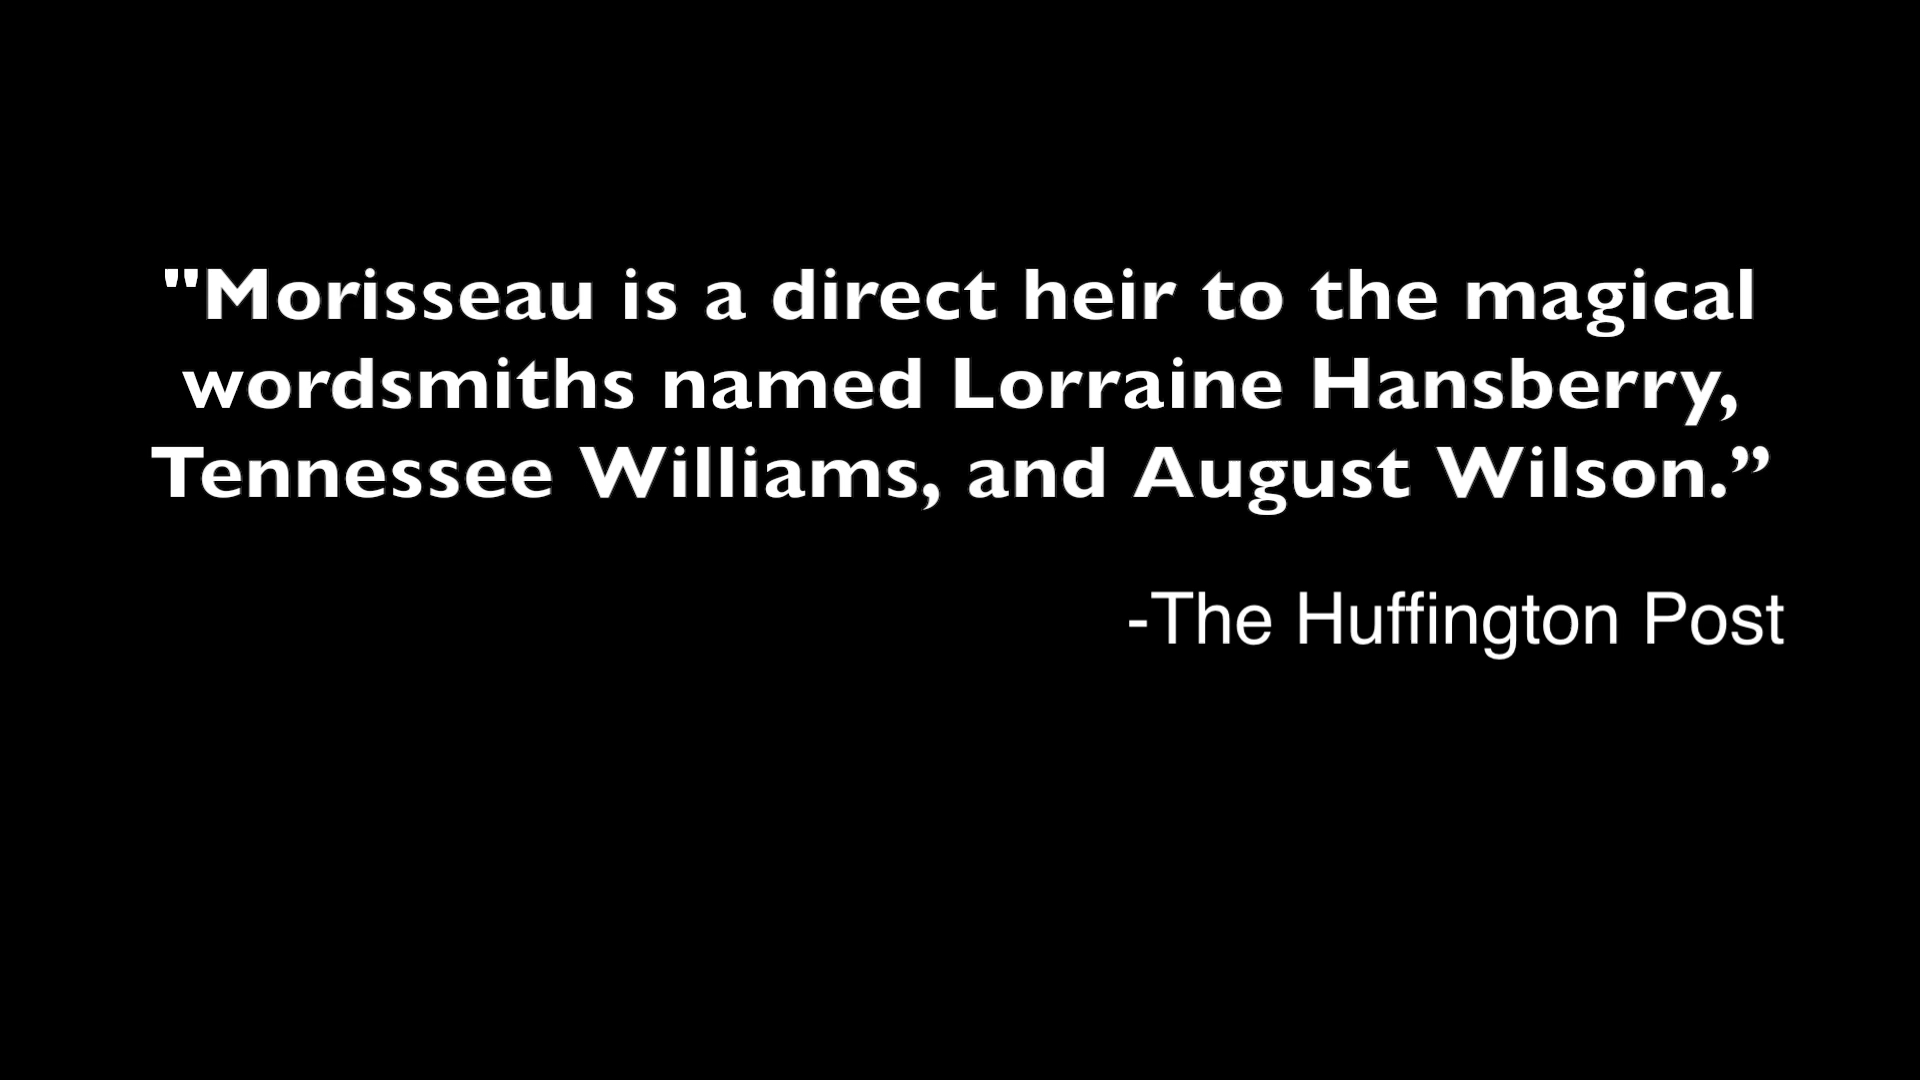 "Morisseau is a direct heir to the magical
wordsmiths named Lorraine Hansberry,
Tennessee Williams, and August Wilson.”
-The Huffington Post